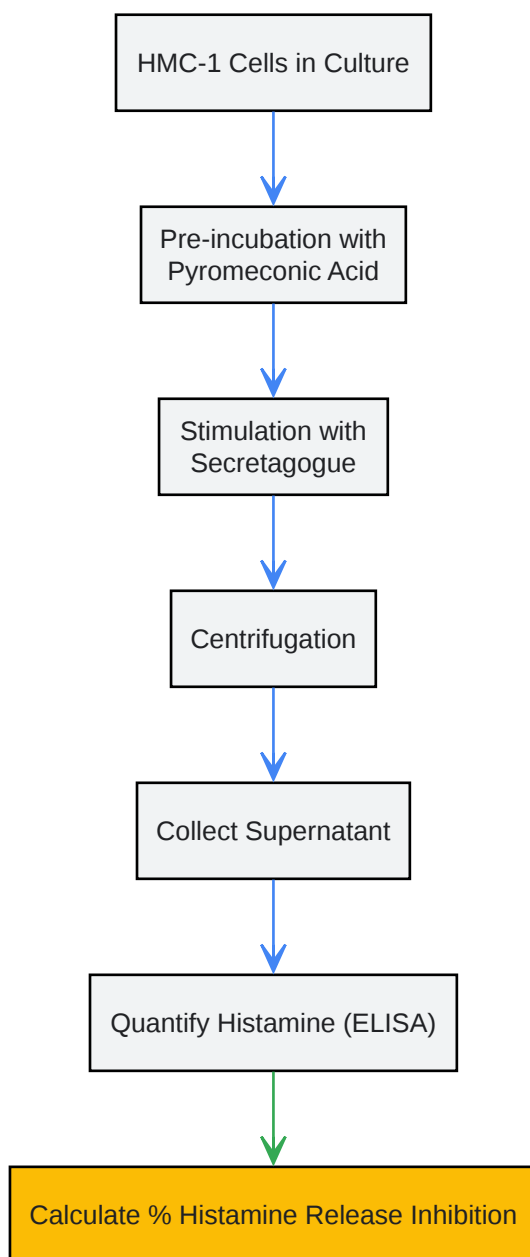 HMC-1 Cells in Culture
Pre-incubation with
Pyromeconic Acid
Stimulation with
Secretagogue
Centrifugation
Collect Supernatant
Quantify Histamine (ELISA)
Calculate % Histamine Release Inhibition